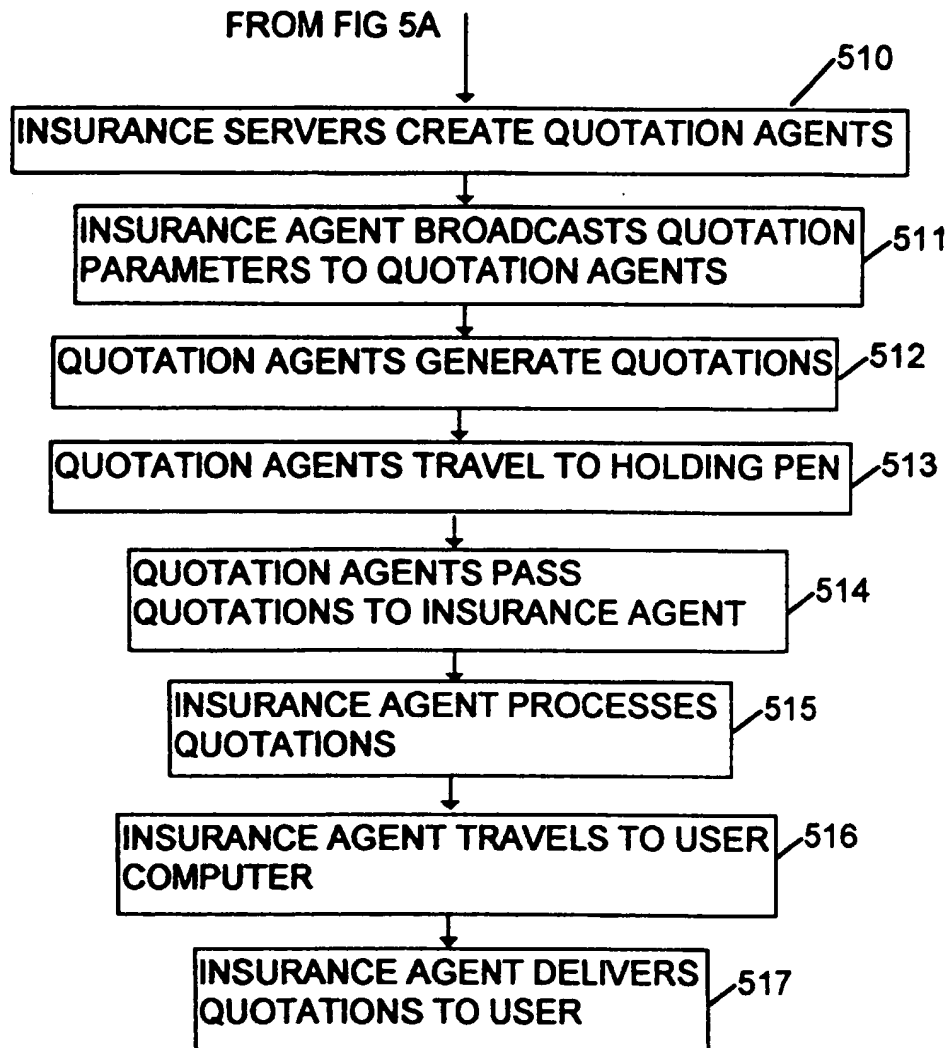 FROM FIG 5A
510
INSURANCE SERVERS CREATE QUOTATION AGENTS
INSURANCE AGENT BROADCASTS QUOTATION
PARAMETERS TO QUOTATION AGENTS
511
QUOTATION AGENTS GENERATE QUOTATIONS
512
QUOTATION AGENTS TRAVEL TO HOLDING PEN
513
QUOTATION AGENTS PASS
QUOTATIONS TO INSURANCE AGENT
514
INSURANCE AGENT PROCESSES
QUOTATIONS
515
INSURANCE AGENT TRAVELS TO USER
COMPUTER
516
INSURANCE AGENT DELIVERS
QUOTATIONS TO USER
517